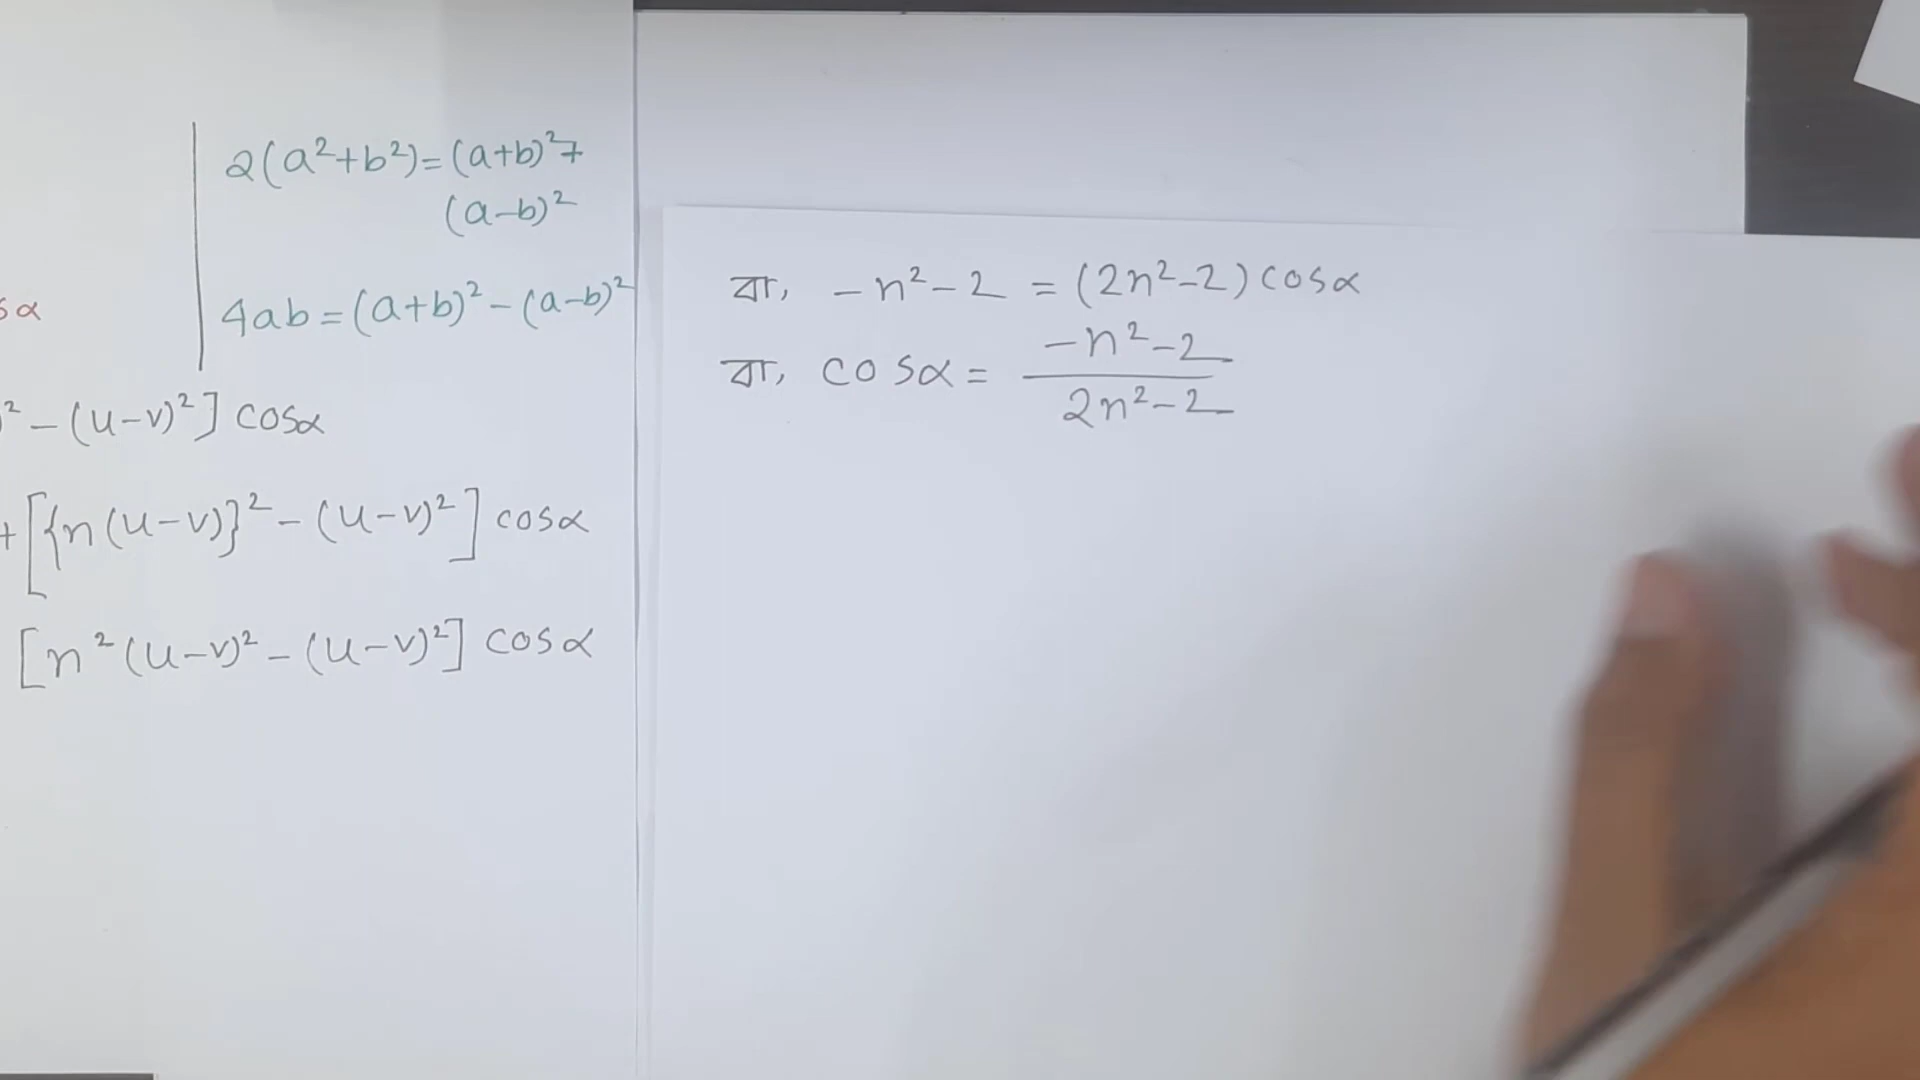 2(a²+b²)=(a+b)²+
(a-b)²
4ab=(a+b)²-(a-b)²
α
² - (u-v)²] cosα
+[{n(u-v)}² - (u-v)²] cosα
[n²(u-v)² - (u-v)²] cosα
বা, -n²-2 = (2n²-2)cosα
বা, cosα = \frac{-n²-2}{2n²-2}